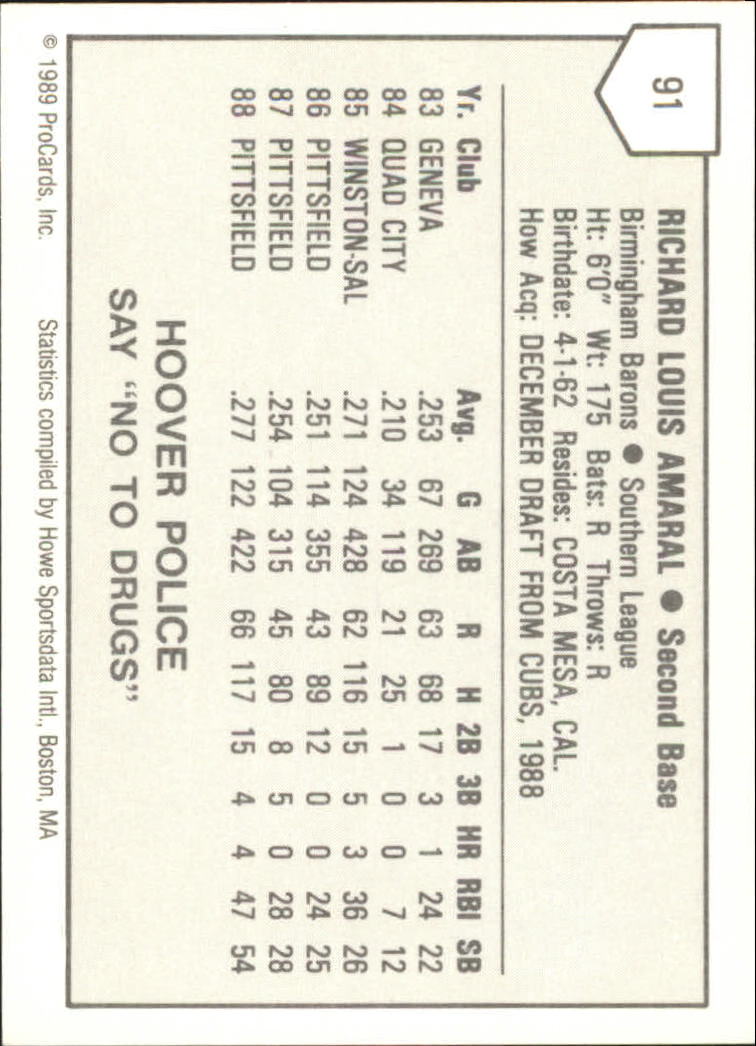 91
RICHARD LOUIS AMARAL ● Second Base
Birmingham Barons ● Southern League
Ht: 6'0" Wt: 175 Bats: R Throws: R
Birthdate: 4-1-62 Resides: COSTA MESA, CAL.
How Acq: DECEMBER DRAFT FROM CUBS, 1988
Yr. Club Avg. G AB R H 2B 3B HR RBI SB
83 GENEVA .253 67 269 63 68 17 3 1 24 22
84 QUAD CITY .210 34 119 21 25 1 0 0 7 12
85 WINSTON-SAL .271 124 428 62 116 15 5 3 36 26
86 PITTSFIELD .251 114 355 43 89 12 0 0 24 25
87 PITTSFIELD .254 104 315 45 80 8 5 0 28 28
88 PITTSFIELD .277 122 422 66 117 15 4 4 47 54
HOOVER POLICE
SAY "NO TO DRUGS"
© 1989 ProCards, Inc. Statistics compiled by Howe Sportsdata Intl., Boston, MA